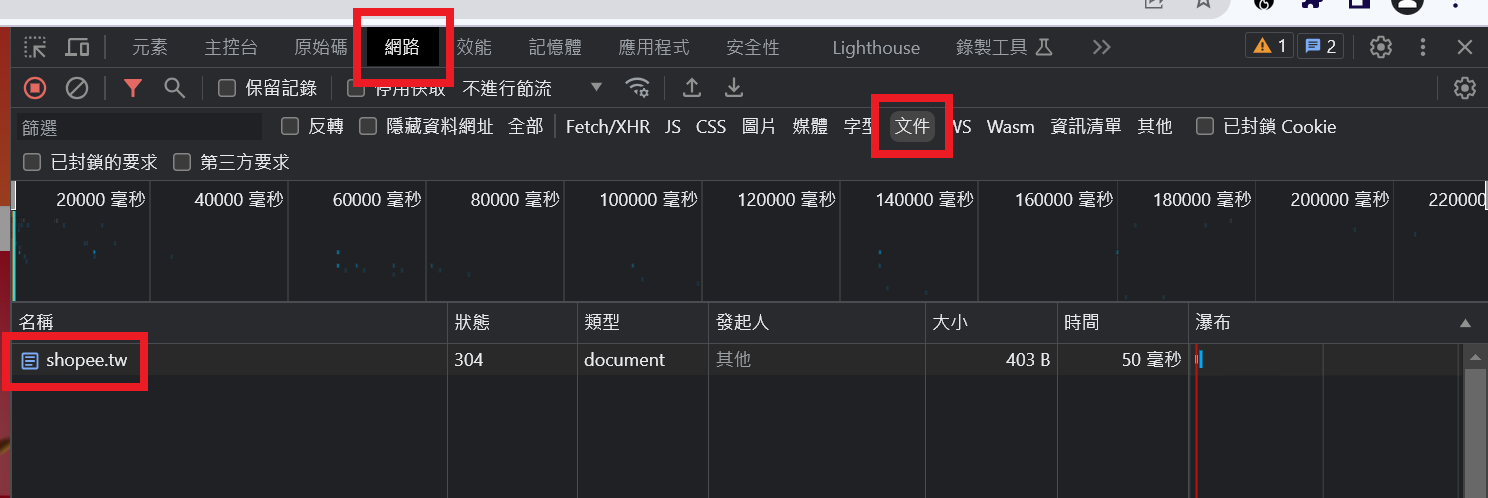 元素 主控台 原始碼 網路 效能 記憶體 應用程式 安全性 Lighthouse 錄製工具 1 2
保留記錄 停用快取 不進行節流
篩選 反轉 隱藏資料網址 全部 Fetch/XHR JS CSS 圖片 媒體 字型 文件 WS Wasm 資訊清單 其他 已封鎖 Cookie
已封鎖的要求 第三方要求
20000 毫秒 40000 毫秒 60000 毫秒 80000 毫秒 100000 毫秒 120000 毫秒 140000 毫秒 160000 毫秒 180000 毫秒 200000 毫秒 220000
名稱 狀態 類型 發起人 大小 時間 瀑布
shopee.tw 304 document 其他 403 B 50 毫秒